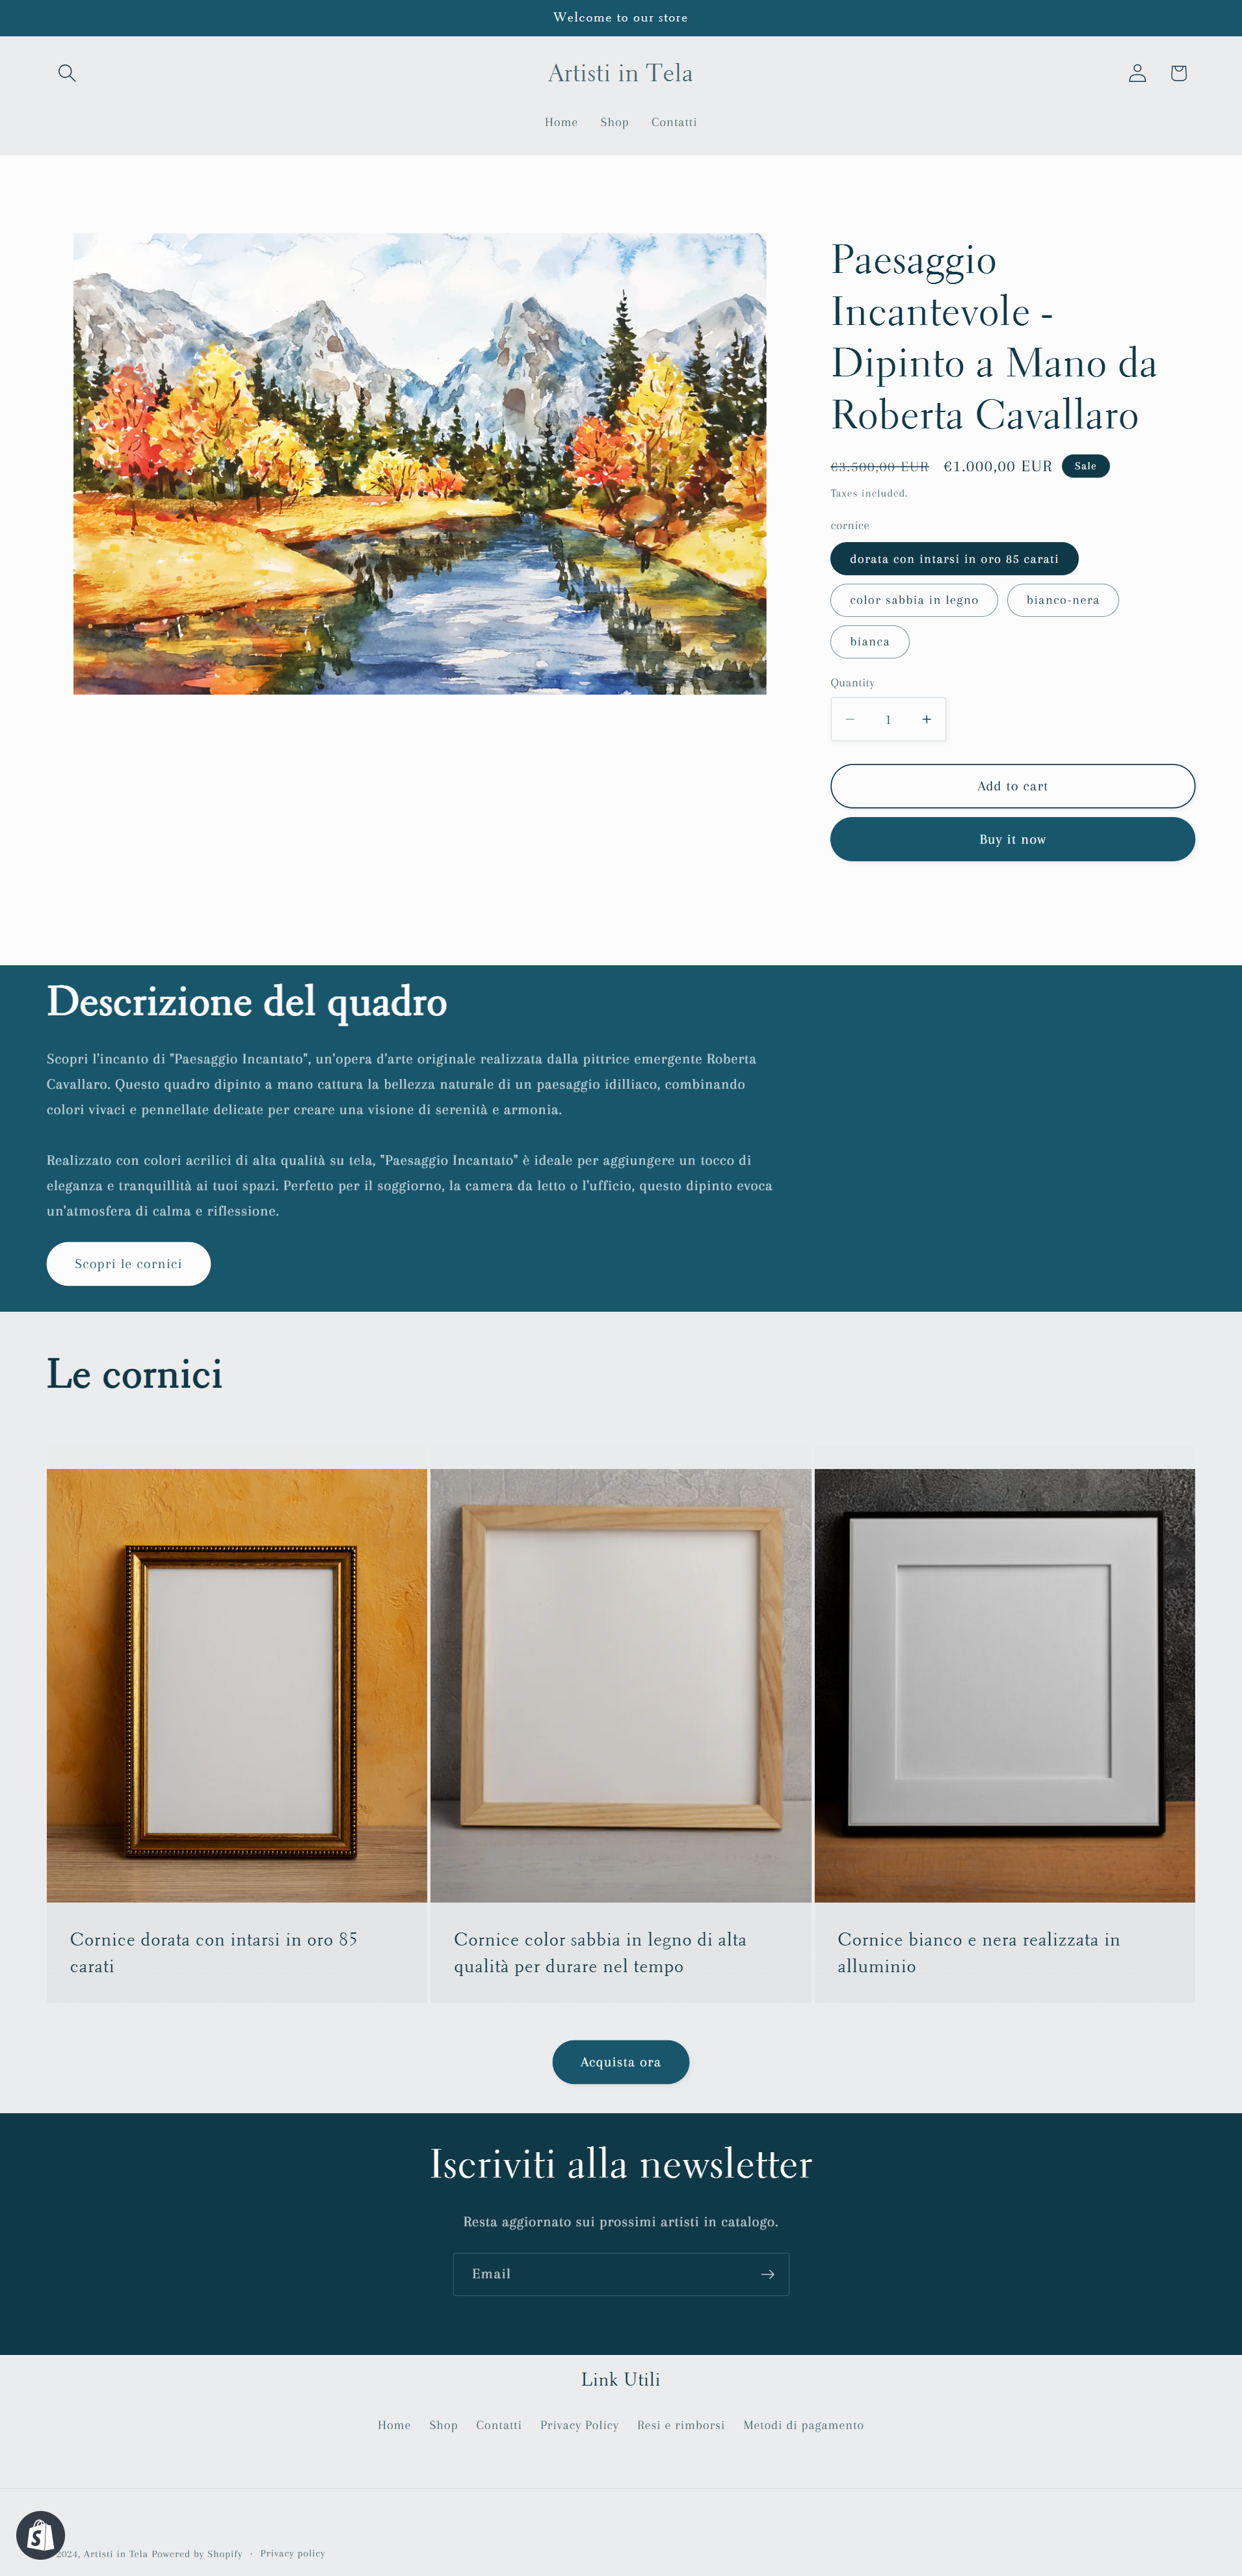 Welcome to our store
Artisti in Tela
Home Shop Contatti
Paesaggio
Incantevole -
Dipinto a Mano da
Roberta Cavallaro
€3.500,00 EUR €1.000,00 EUR Sale
Taxes included.
cornice
dorata con intarsi in oro 85 carati
color sabbia in legno bianco-nera
bianca
Quantity
1
Add to cart
Buy it now
Descrizione del quadro
Scopri l'incanto di "Paesaggio Incantato", un'opera d'arte originale realizzata dalla pittrice emergente Roberta
Cavallaro. Questo quadro dipinto a mano cattura la bellezza naturale di un paesaggio idilliaco, combinando
colori vivaci e pennellate delicate per creare una visione di serenità e armonia.
Realizzato con colori acrilici di alta qualità su tela, "Paesaggio Incantato" è ideale per aggiungere un tocco di
eleganza e tranquillità ai tuoi spazi. Perfetto per il soggiorno, la camera da letto o l'ufficio, questo dipinto evoca
un'atmosfera di calma e riflessione.
Scopri le cornici
Le cornici
Cornice dorata con intarsi in oro 85
carati
Cornice color sabbia in legno di alta
qualità per durare nel tempo
Cornice bianco e nera realizzata in
alluminio
Acquista ora
Iscriviti alla newsletter
Resta aggiornato sui prossimi artisti in catalogo.
Email
Link Utili
Home Shop Contatti Privacy Policy Resi e rimborsi Metodi di pagamento
2024, Artisti in Tela Powered by Shopify · Privacy policy